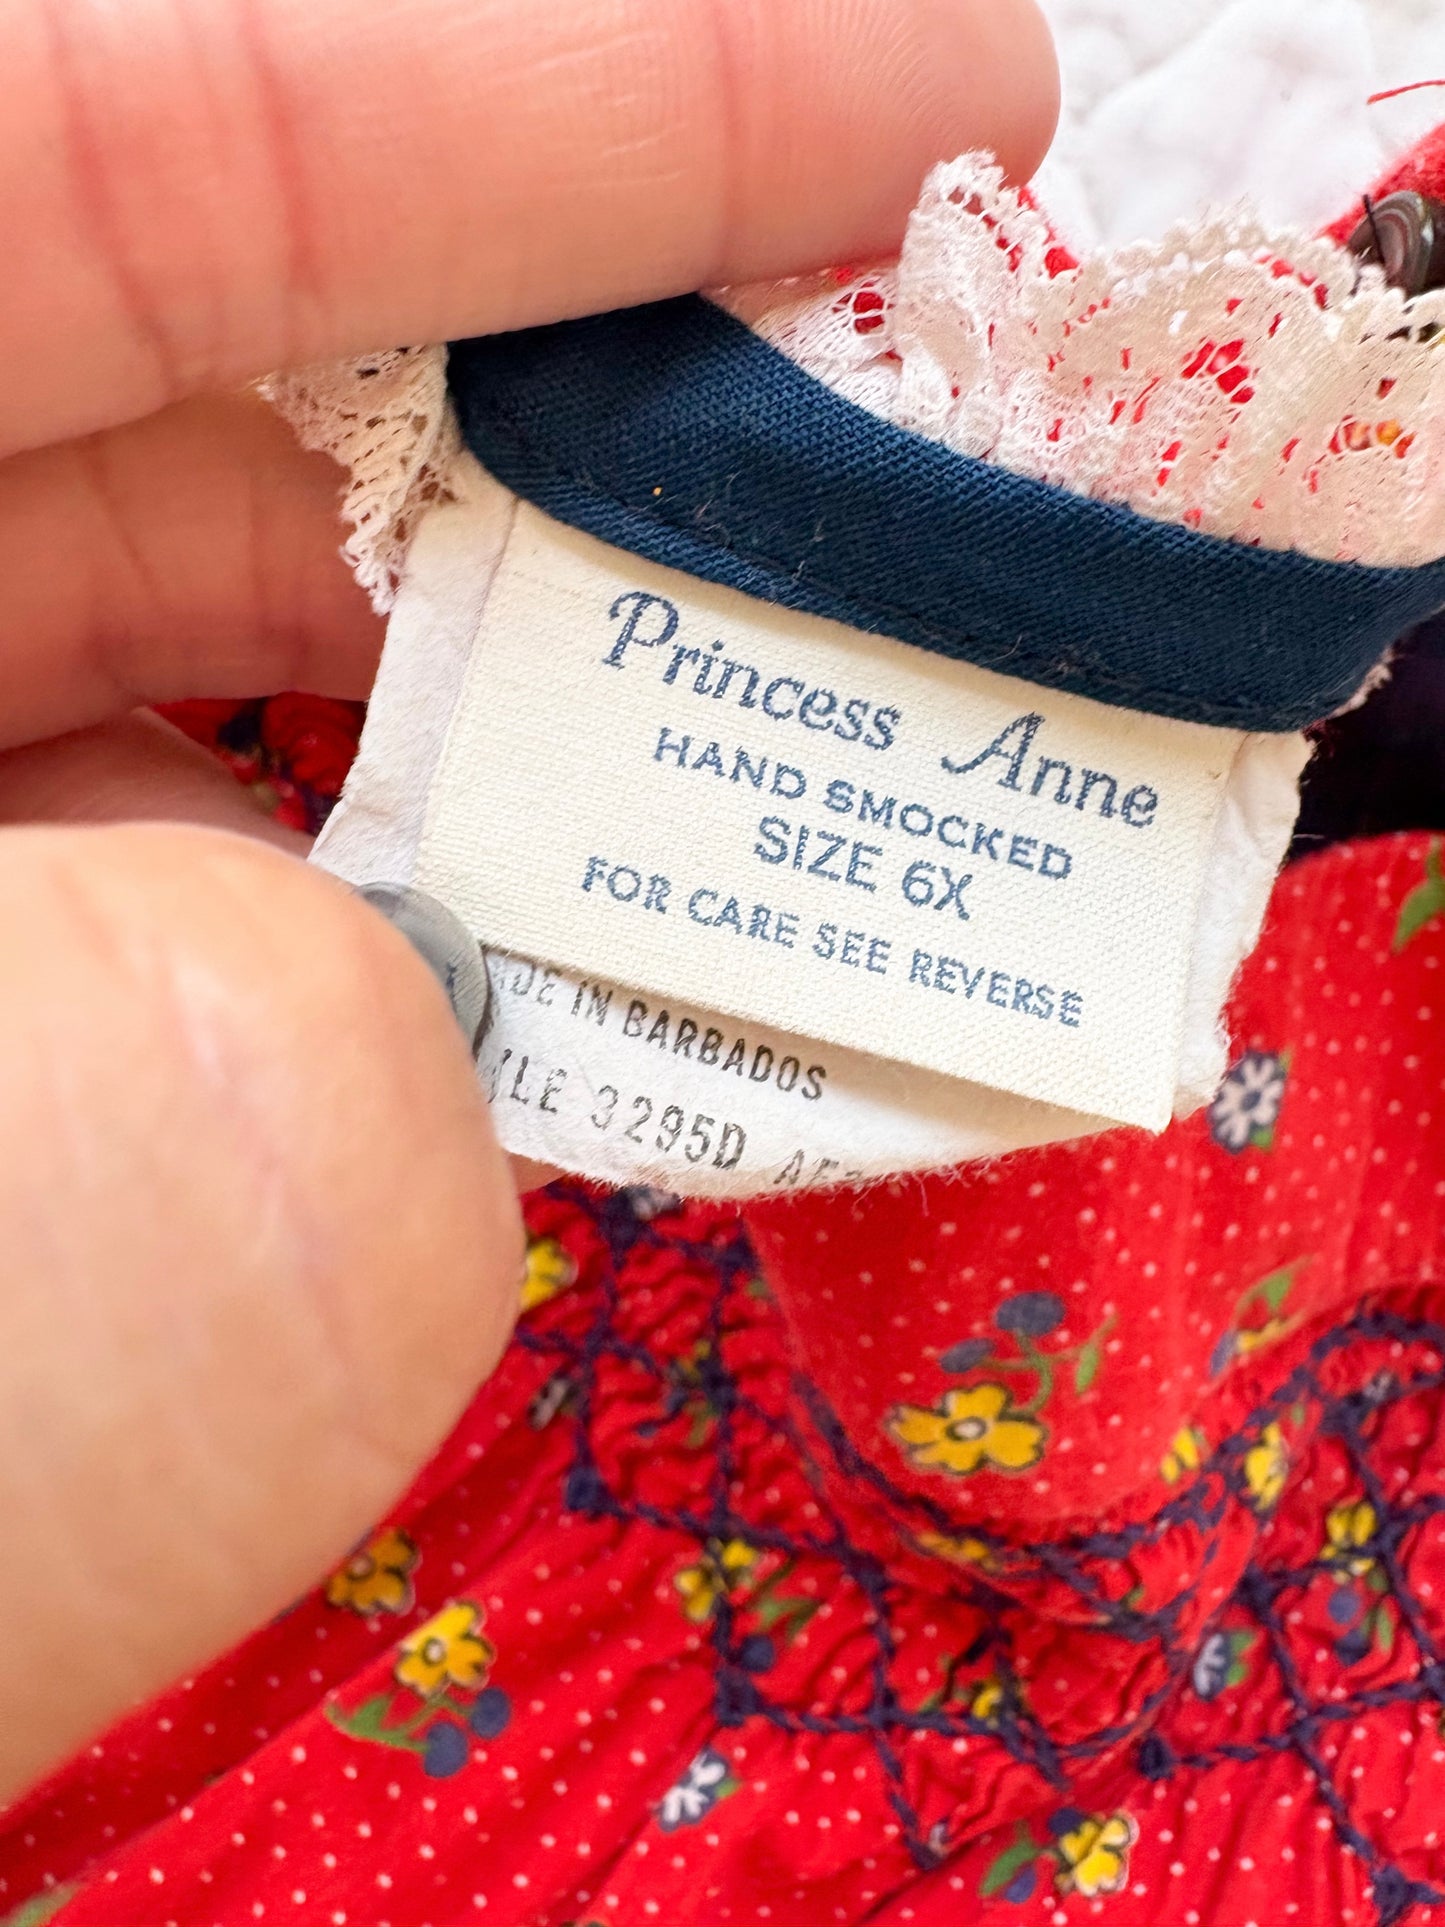 Princess Anne
HAND SMOCKED
SIZE 6X
FOR CARE SEE REVERSE
IN BARBADOS
3295D